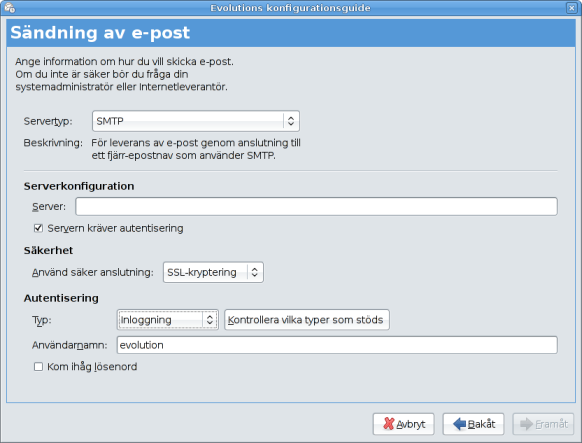 Evolutions konfigurationsguide
Sändning av e-post
Ange information om hur du vill skicka e-post.
Om du inte är säker bör du fråga din
systemadministratör eller Internetleverantör.
Servertyp: SMTP
Beskrivning: För leverans av e-post genom anslutning till
ett fjärr-epostnav som använder SMTP.
Serverkonfiguration
Server:
Servern kräver autentisering
Säkerhet
Använd säker anslutning: SSL-kryptering
Autentisering
Typ: Inloggning Kontrollera vilka typer som stöds
Användarnamn: evolution
Kom ihåg lösenord
Avbryt Bakåt Framåt